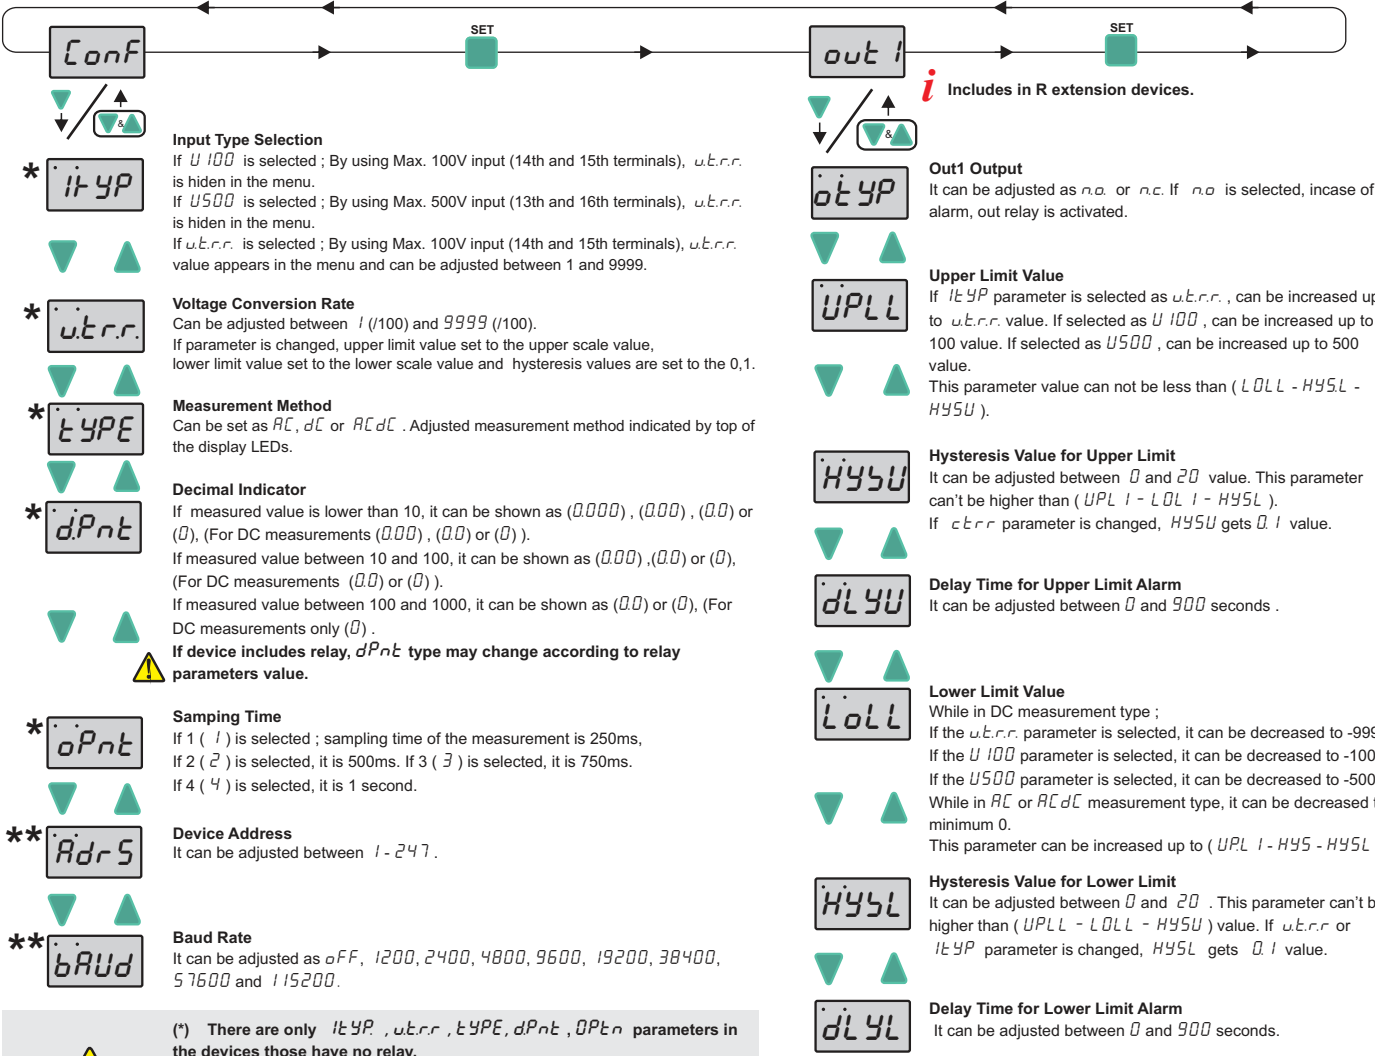 SET
SET
ConF
out 1
i Includes in R extension devices.
&
&
Input Type Selection
If U 100 is selected ; By using Max. 100V input (14th and 15th terminals), u.t.r.r.
is hiden in the menu.
If U500 is selected ; By using Max. 500V input (13th and 16th terminals), u.t.r.r.
is hiden in the menu.
If u.t.r.r. is selected ; By using Max. 100V input (14th and 15th terminals), u.t.r.r.
value appears in the menu and can be adjusted between 1 and 9999.
* ItYP
* u.t.r.r.
Voltage Conversion Rate
Can be adjusted between 1 (/100) and 9999 (/100).
If parameter is changed, upper limit value set to the upper scale value,
lower limit value set to the lower scale value and hysteresis values are set to the 0,1.
* tYPE
Measurement Method
Can be set as AC, dC or ACdC . Adjusted measurement method indicated by top of
the display LEDs.
* d.Pnt
Decimal Indicator
If measured value is lower than 10, it can be shown as (0.000) , (0.00) , (0.0) or
(0), (For DC measurements (0.00) , (0.0) or (0) ).
If measured value between 10 and 100, it can be shown as (0.00) ,(0.0) or (0),
(For DC measurements (0.0) or (0) ).
If measured value between 100 and 1000, it can be shown as (0.0) or (0), (For
DC measurements only (0) .
If device includes relay, dPnt type may change according to relay
parameters value.
* oPnt
Samping Time
If 1 ( 1 ) is selected ; sampling time of the measurement is 250ms,
If 2 ( 2 ) is selected, it is 500ms. If 3 ( 3 ) is selected, it is 750ms.
If 4 ( 4 ) is selected, it is 1 second.
** AdrS
Device Address
It can be adjusted between 1 - 247 .
** bAUd
Baud Rate
It can be adjusted as oFF, 1200, 2400, 4800, 9600, 19200, 38400,
57600 and 115200.
(*) There are only ItYP. , u.t.r.r , tYPE, d.Pnt , OPtn parameters in
the devices those have no relay.
otYP
Out1 Output
It can be adjusted as n.o. or n.c. If n.o is selected, incase of
alarm, out relay is activated.
UPLL
Upper Limit Value
If ItYP parameter is selected as u.t.r.r. , can be increased up
to u.t.r.r. value. If selected as U 100 , can be increased up to
100 value. If selected as U500 , can be increased up to 500
value.
This parameter value can not be less than ( LOLL - HYS.L -
HYSU ).
HYSU
Hysteresis Value for Upper Limit
It can be adjusted between 0 and 20 value. This parameter
can't be higher than ( UPL 1 - LOL 1 - HYSL ).
If ctrr parameter is changed, HYSU gets 0.1 value.
dLYU
Delay Time for Upper Limit Alarm
It can be adjusted between 0 and 900 seconds .
LoLL
Lower Limit Value
While in DC measurement type ;
If the u.t.r.r. parameter is selected, it can be decreased to -999
If the U 100 parameter is selected, it can be decreased to -100
If the U500 parameter is selected, it can be decreased to -500
While in AC or ACdC measurement type, it can be decreased
minimum 0.
This parameter can be increased up to ( UP.L 1 - HYS - HYSL
HYSL
Hysteresis Value for Lower Limit
It can be adjusted between 0 and 20 . This parameter can't b
higher than ( UPLL - LOLL - HYSU ) value. If u.t.r.r or
ItYP parameter is changed, HYSL gets 0.1 value.
dLYL
Delay Time for Lower Limit Alarm
It can be adjusted between 0 and 900 seconds.